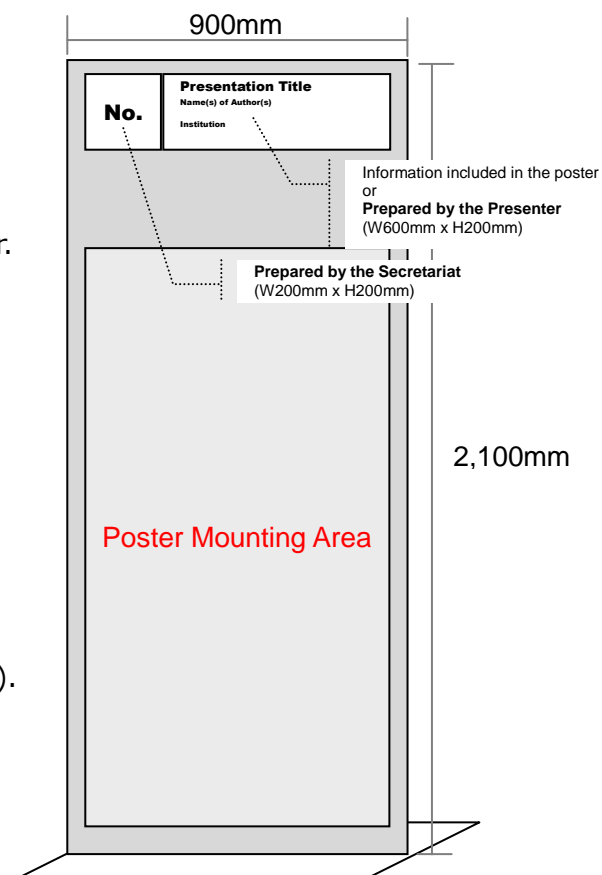 900mm
No.
Presentation Title
Name(s) of Author(s)
Institution
Information included in the poster
or
Prepared by the Presenter
(W600mm x H200mm)
r.
Prepared by the Secretariat
(W200mm x H200mm)
2,100mm
Poster Mounting Area
).